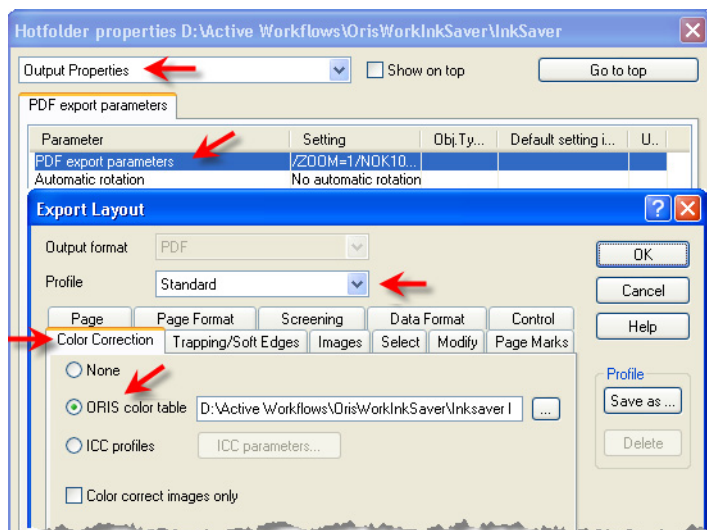 Hotfolder properties D:\Active Workflows\OrisWorkInkSaver\InkSaver
Output Properties Show on top Go to top
PDF export parameters
Parameter Setting Obj.Ty... Default setting i... U..
PDF export parameters /ZOOM=1/NOK10...
Automatic rotation No automatic rotation
Export Layout
Output format PDF OK
Profile Standard Cancel
Page Page Format Screening Data Format Control Help
Color Correction Trapping/Soft Edges Images Select Modify Page Marks
None Profile
ORIS color table D:\Active Workflows\OrisWorkInkSaver\Inksaver I ... Save as ...
ICC profiles ICC parameters... Delete
Color correct images only